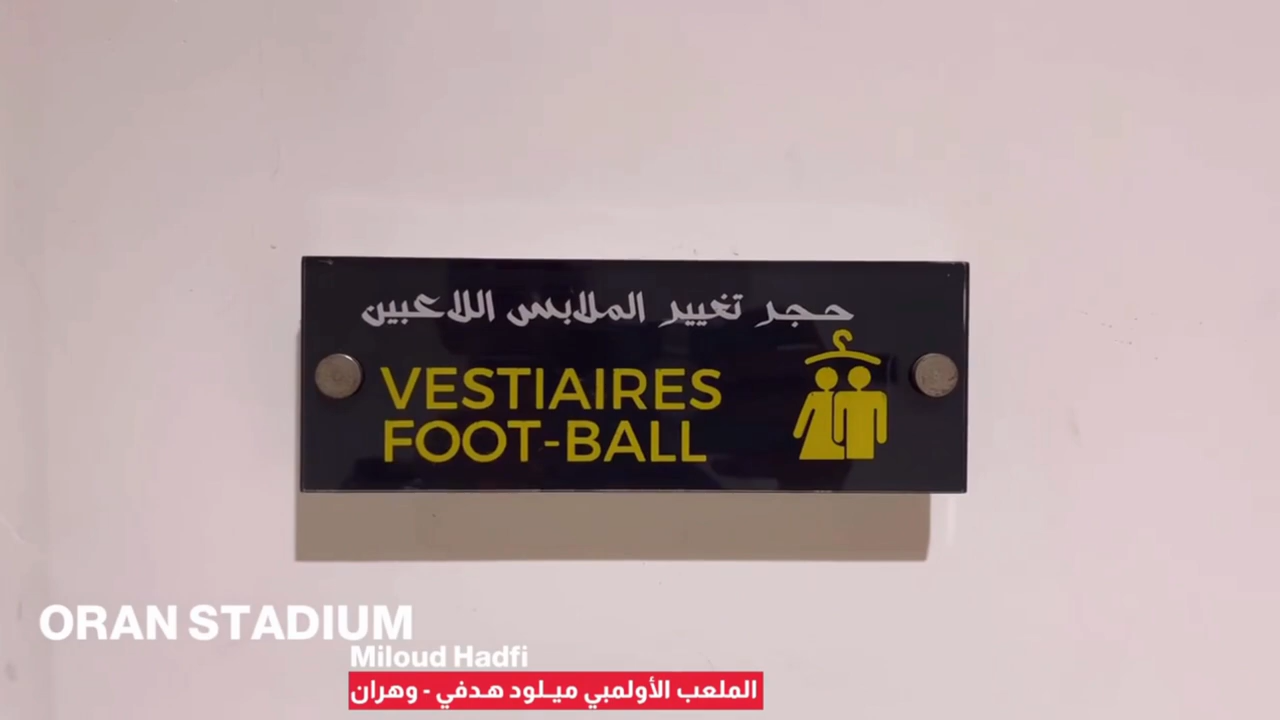 حجر تغيير الملابس اللاعبين
VESTIAIRES
FOOT-BALL
ORAN STADIUM
Miloud Hadfi
الملعب الأولمبي ميلود هدفي - وهران